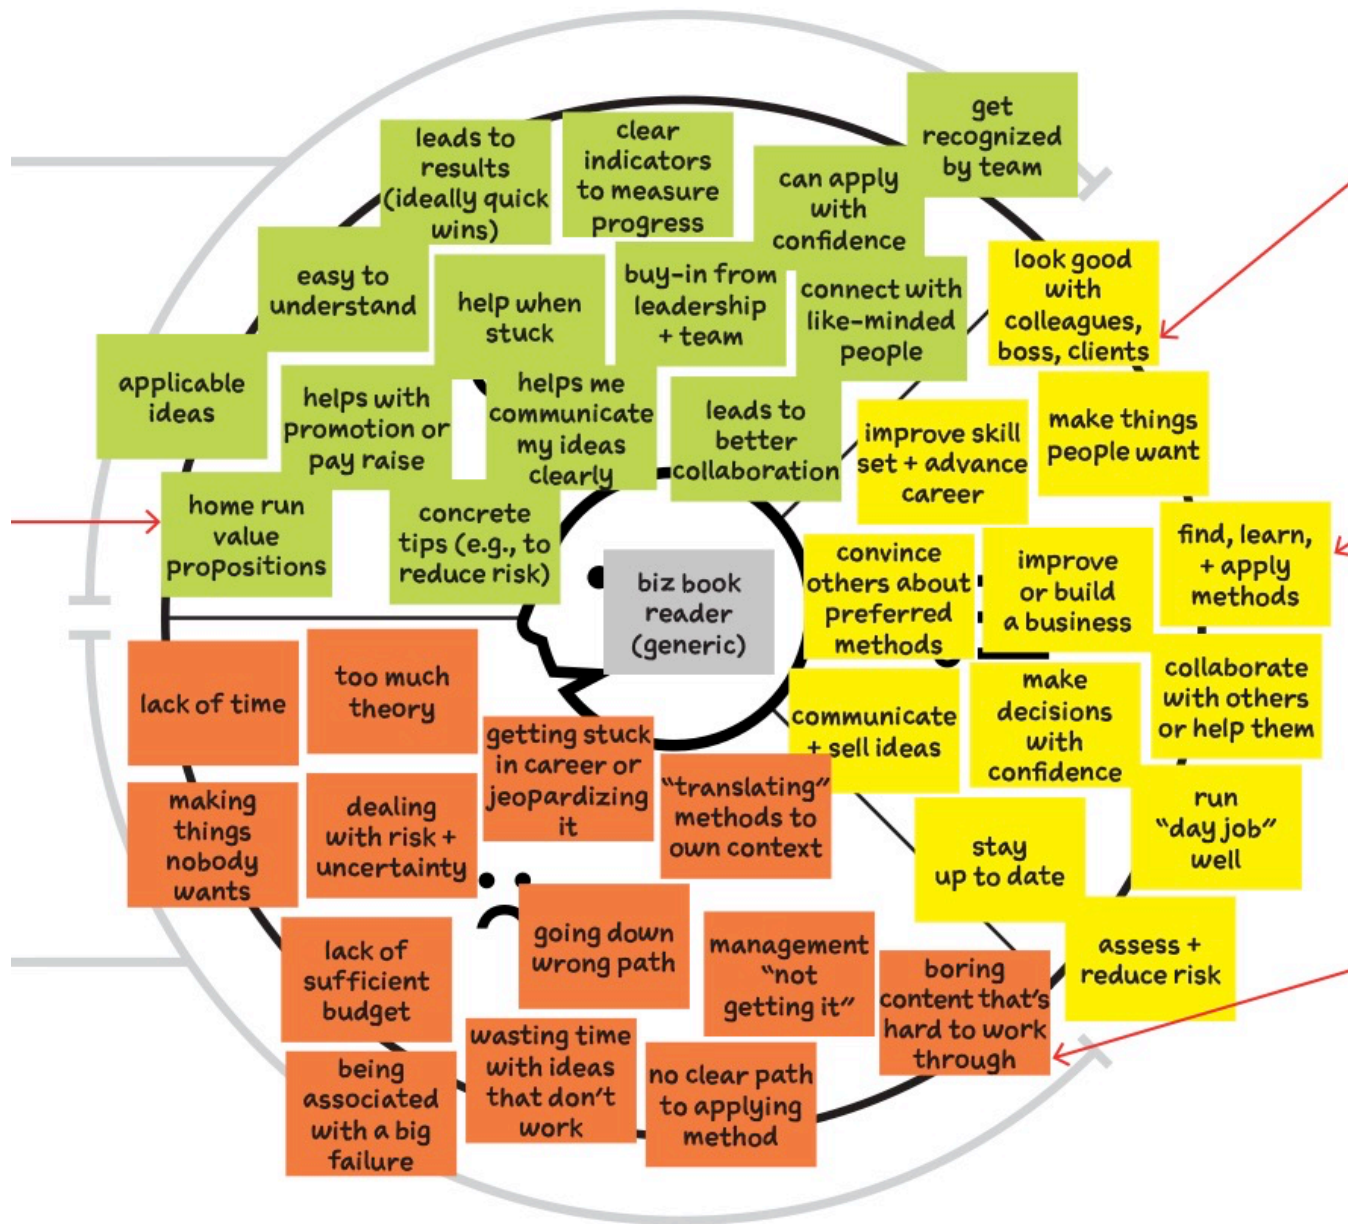 get
recognized
by team
leads to
results
(ideally quick
wins)
clear
indicators
to measure
progress
can apply
with
confidence
easy to
understand
help when
stuck
buy-in from
leadership
+ team
connect with
like-minded
people
applicable
ideas
helps with
promotion or
pay raise
helps me
communicate
my ideas
clearly
leads to
better
collaboration
home run
value
propositions
concrete
tips (e.g., to
reduce risk)
look good
with
colleagues,
boss, clients
improve skill
set + advance
career
make things
people want
convince
others about
preferred
methods
improve
or build
a business
find, learn,
+ apply
methods
communicate
+ sell ideas
make
decisions
with
confidence
collaborate
with others
or help them
stay
up to date
run
“day job”
well
assess +
reduce risk
biz book
reader
(generic)
lack of time
too much
theory
getting stuck
in career or
jeopardizing
it
“translating”
methods to
own context
making
things
nobody
wants
dealing
with risk +
uncertainty
lack of
sufficient
budget
going down
wrong path
management
“not
getting it”
boring
content that’s
hard to work
through
being
associated
with a big
failure
wasting time
with ideas
that don’t
work
no clear path
to applying
method